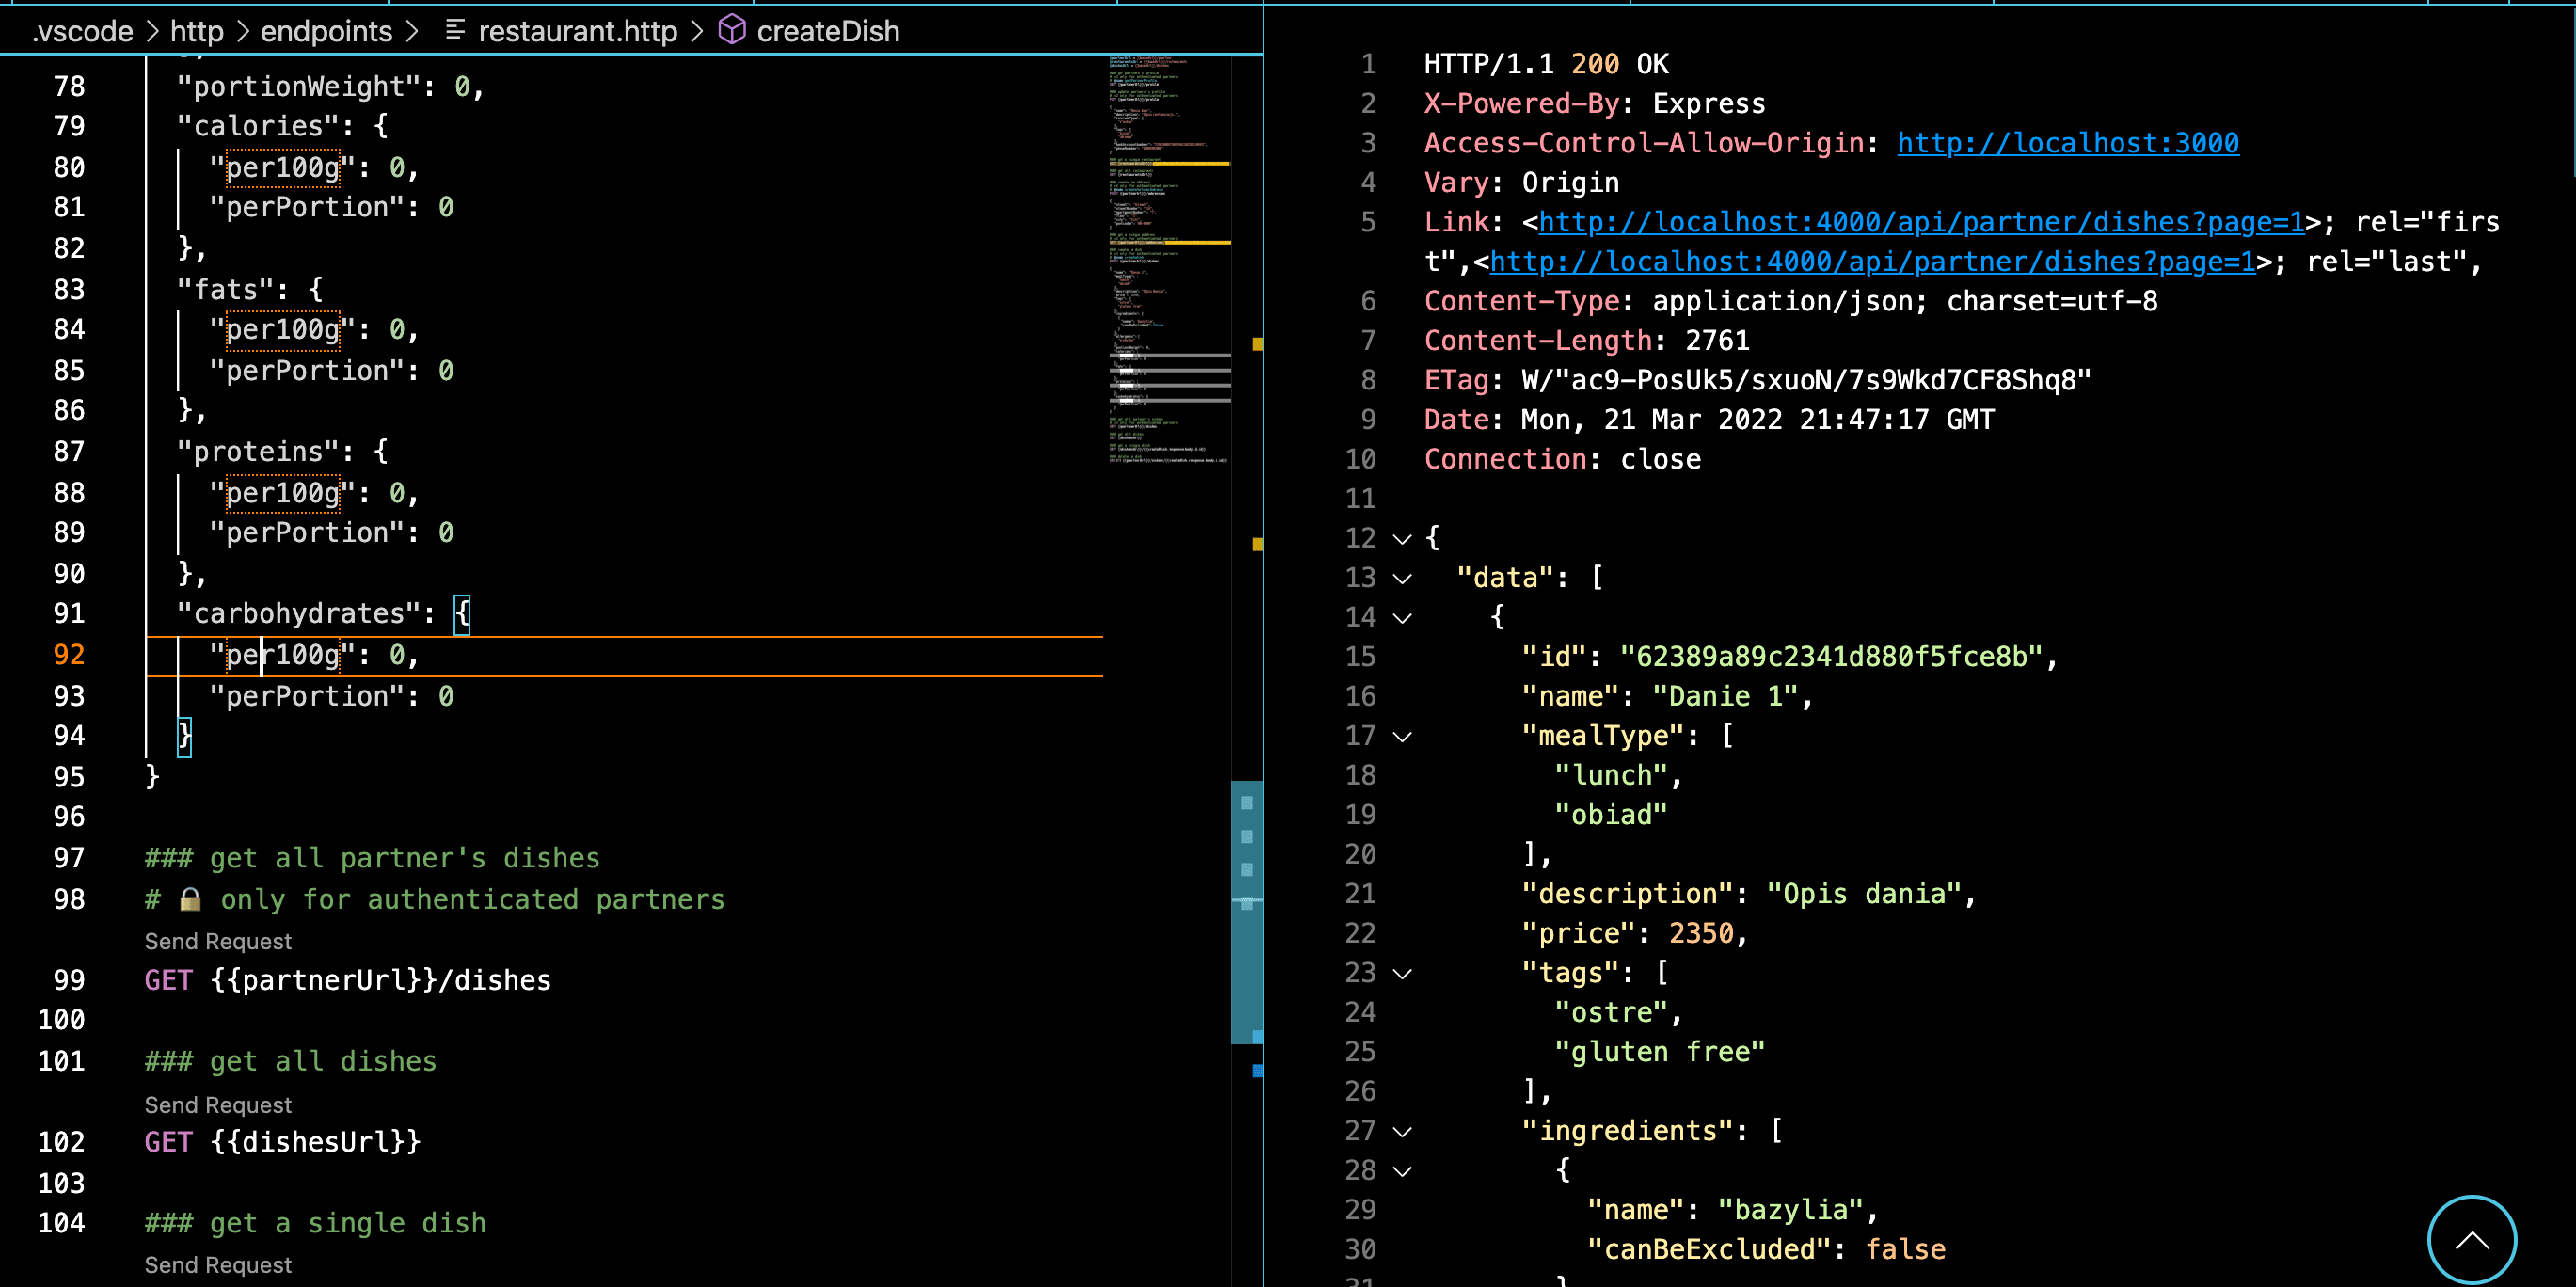 .vscode > http > endpoints > restaurant.http > createDish
78 "portionWeight": 0,
79 "calories": {
80 "per100g": 0,
81 "perPortion": 0
82 },
83 "fats": {
84 "per100g": 0,
85 "perPortion": 0
86 },
87 "proteins": {
88 "per100g": 0,
89 "perPortion": 0
90 },
91 "carbohydrates": {
92 "per100g": 0,
93 "perPortion": 0
94 }
95 }
96
97 ### get all partner's dishes
98 # 🔒 only for authenticated partners
Send Request
99 GET {{partnerUrl}}/dishes
100
101 ### get all dishes
Send Request
102 GET {{dishesUrl}}
103
104 ### get a single dish
Send Request
1 HTTP/1.1 200 OK
2 X-Powered-By: Express
3 Access-Control-Allow-Origin: http://localhost:3000
4 Vary: Origin
5 Link: <http://localhost:4000/api/partner/dishes?page=1>; rel="firs
t",<http://localhost:4000/api/partner/dishes?page=1>; rel="last",
6 Content-Type: application/json; charset=utf-8
7 Content-Length: 2761
8 ETag: W/"ac9-PosUk5/sxuoN/7s9Wkd7CF8Shq8"
9 Date: Mon, 21 Mar 2022 21:47:17 GMT
10 Connection: close
11
12 {
13 "data": [
14 {
15 "id": "62389a89c2341d880f5fce8b",
16 "name": "Danie 1",
17 "mealType": [
18 "lunch",
19 "obiad"
20 ],
21 "description": "Opis dania",
22 "price": 2350,
23 "tags": [
24 "ostre",
25 "gluten free"
26 ],
27 "ingredients": [
28 {
29 "name": "bazylia",
30 "canBeExcluded": false